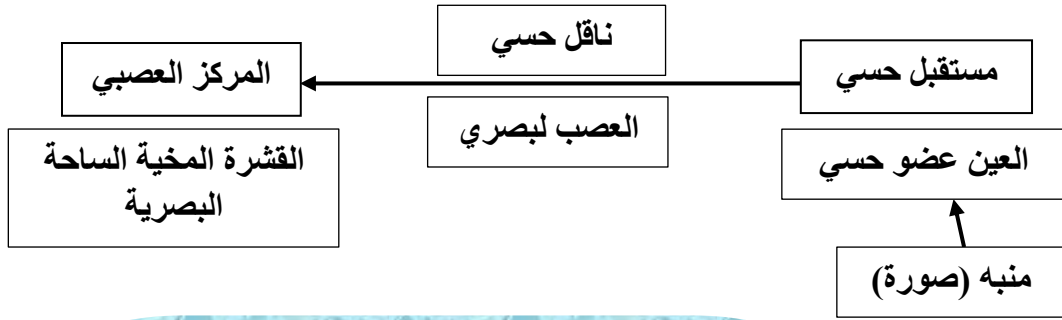 ناقل حسي
مستقبل حسي
المركز العصبي
العصب لبصري
العين عضو حسي
القشرة المخية الساحة
البصرية
منبه (صورة)